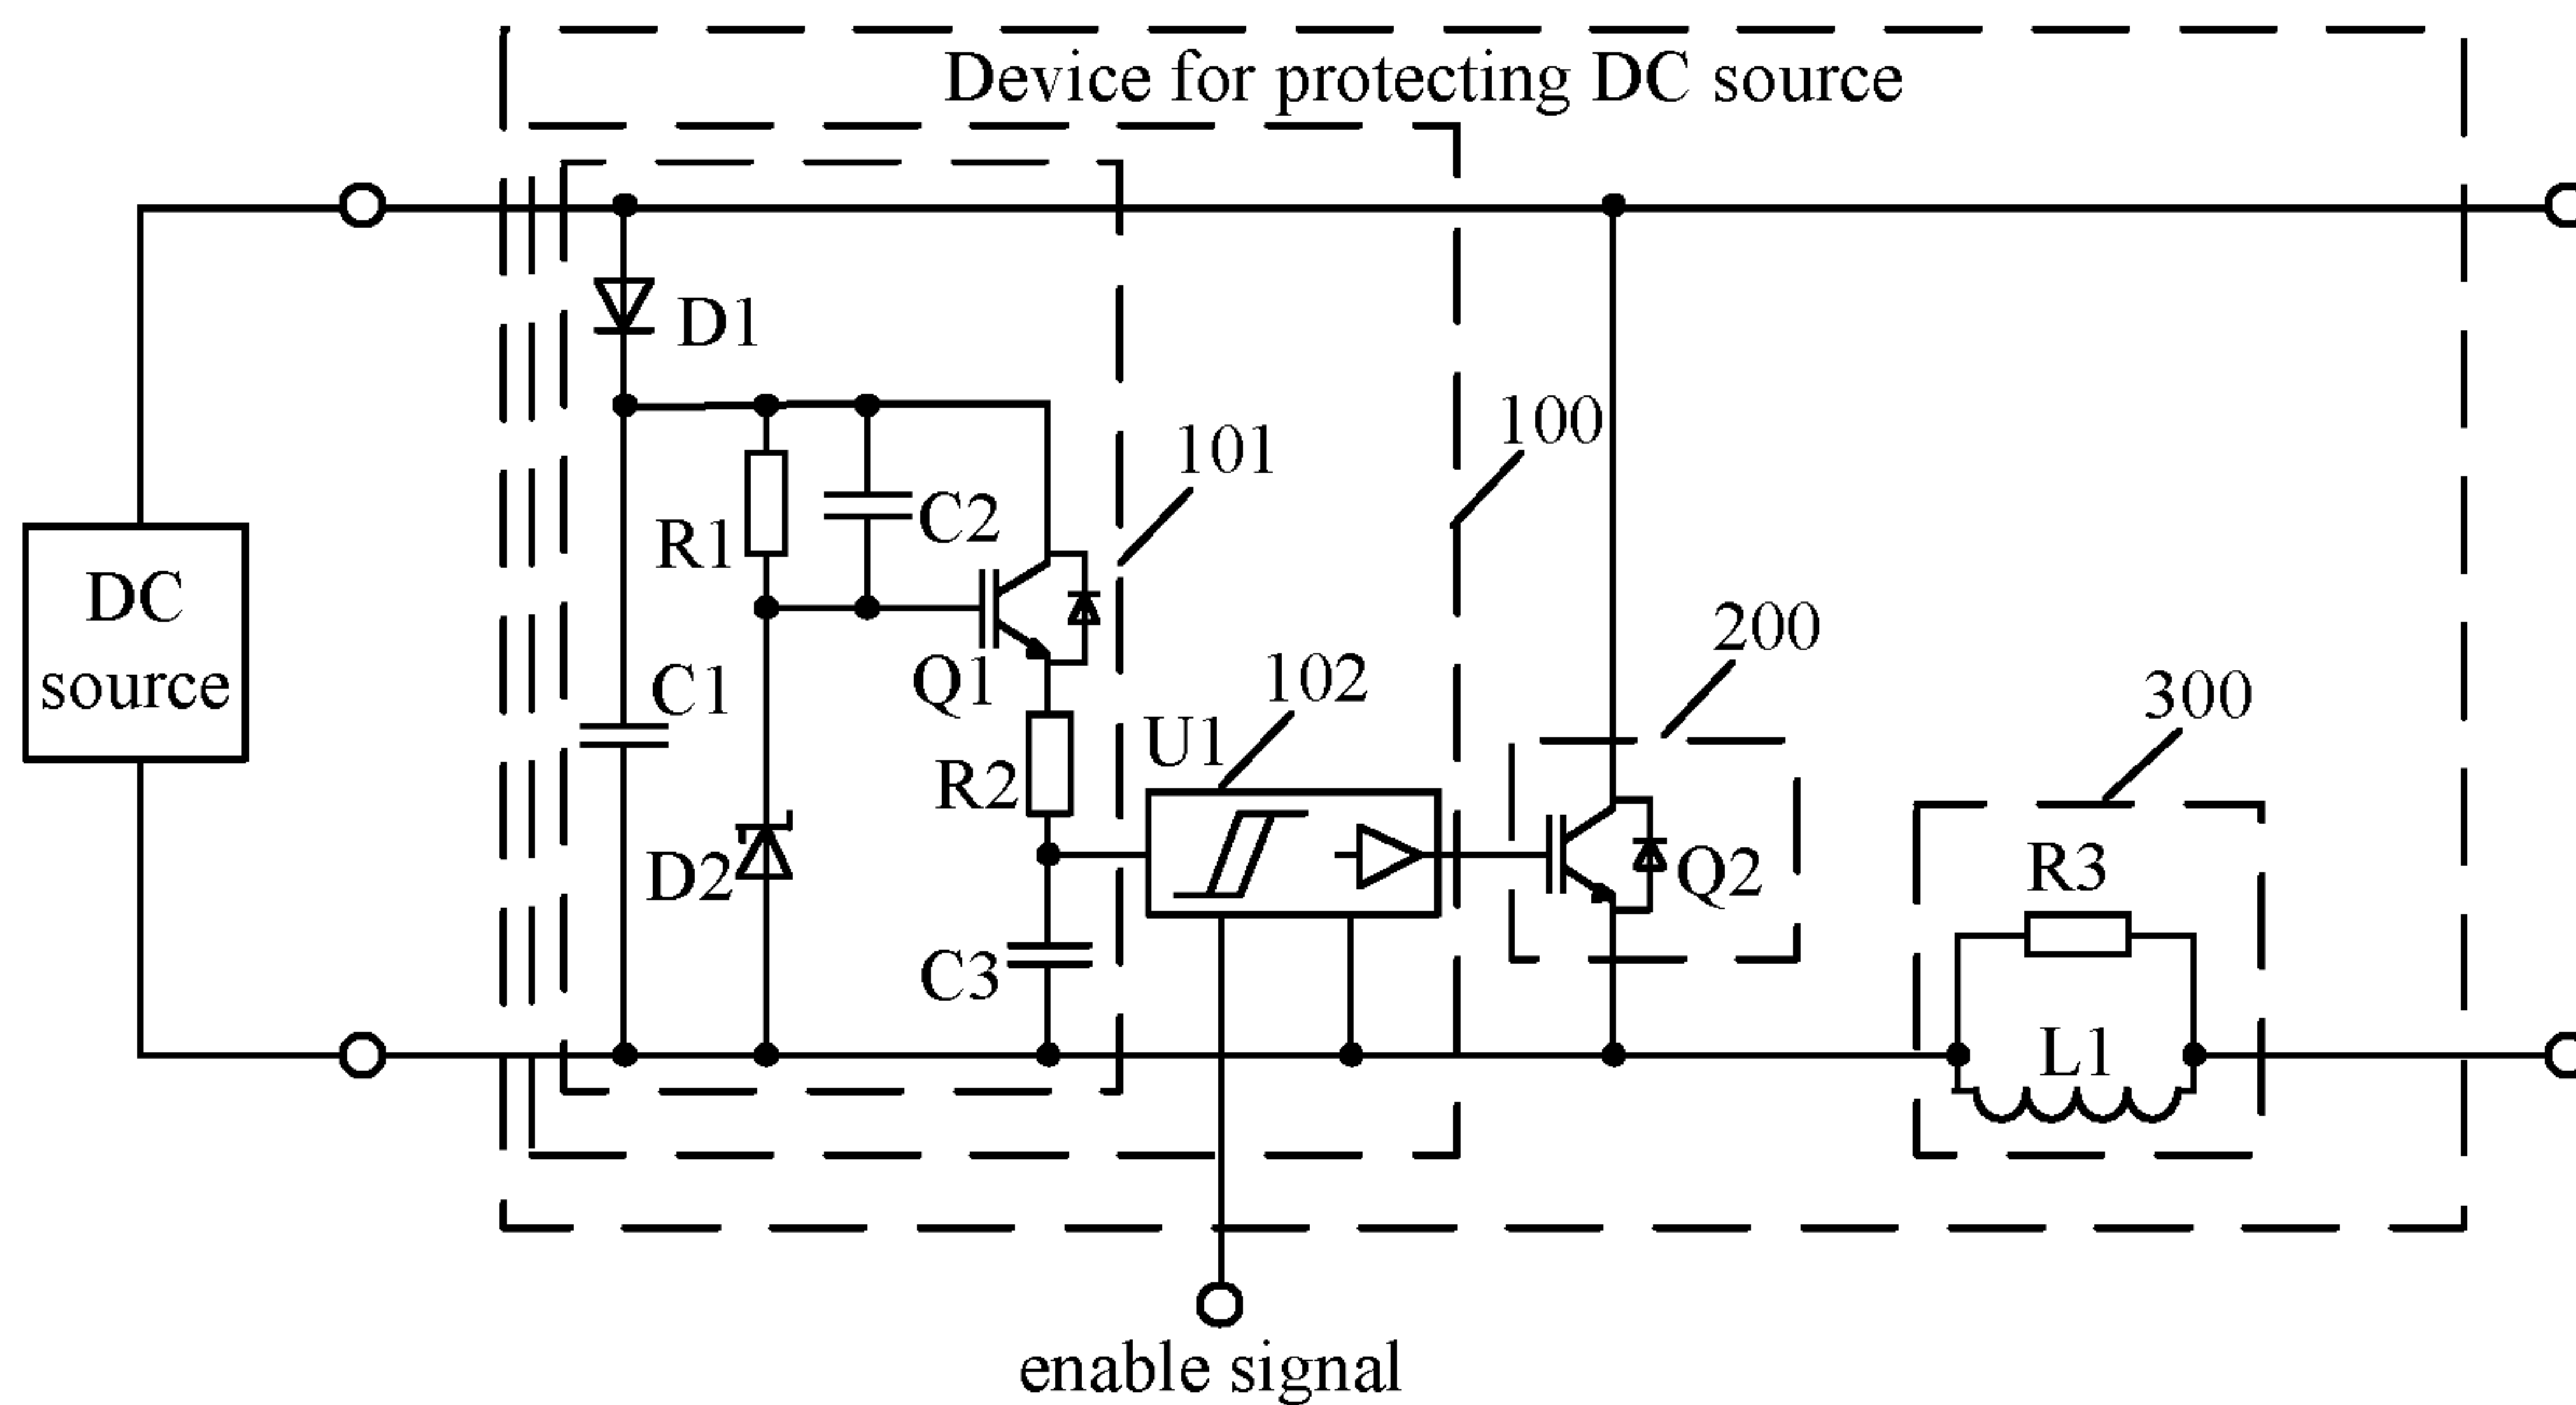 Device for protecting DC source
D1
101
100
R1
C2
DC
source
Q1
C1
200
102
300
U1
R2
D2
Q2
R3
C3
L1
enable signal